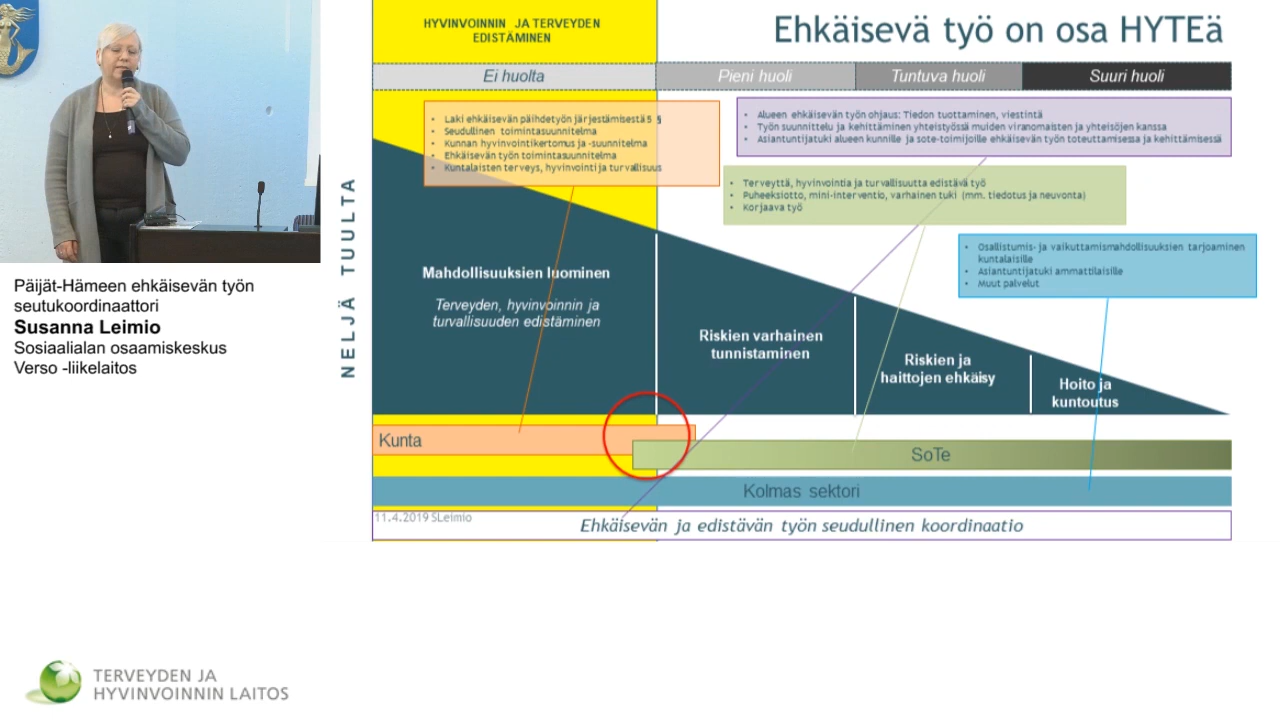 Päijät-Hämeen ehkäisevän työn
seutukoordinaattori
Susanna Leimio
Sosiaalialan osaamiskeskus
Verso -liikelaitos
Ehkäisevä työ on osa HYTEä
HYVINVOINNIN JA TERVEYDEN
EDISTÄMINEN
Ei huolta
Pieni huoli
Tuntuva huoli
Suuri huoli
• Laki ehkäisevän päihdetyön järjestämisestä 5 §
• Seudullinen toimintasuunnitelma
• Kunnan hyvinvointikertomus ja -suunnitelma
• Ehkäisevän työn toimintasuunnitelma
• Kuntalaisten terveys, hyvinvointi ja turvallisuus
• Alueen ehkäisevän työn ohjaus: Tiedon tuottaminen, viestintä
• Työn suunnittelu ja kehittäminen yhteistyössä muiden viranomaisten ja yhteisöjen kanssa
• Asiantuntijatuki alueen kunnille ja sote-toimijoille ehkäisevän työn toteuttamisessa ja kehittämisessä
• Terveyttä, hyvinvointia ja turvallisuutta edistävä työ
• Puheeksiotto, mini-interventio, varhainen tuki (mm. tiedotus ja neuvonta)
• Korjaava työ
• Osallistumis- ja vaikuttamismahdollisuuksien tarjoaminen
kuntalaisille
• Asiantuntijatuki ammattilaisille
• Muut palvelut
NELJÄ TUULTA
Mahdollisuuksien luominen
Terveyden, hyvinvoinnin ja
turvallisuuden edistäminen
Riskien varhainen
tunnistaminen
Riskien ja
haittojen ehkäisy
Hoito ja
kuntoutus
Kunta
SoTe
Kolmas sektori
11.4.2019 SLeimio
Ehkäisevän ja edistävän työn seudullinen koordinaatio
TERVEYDEN JA
HYVINVOINNIN LAITOS